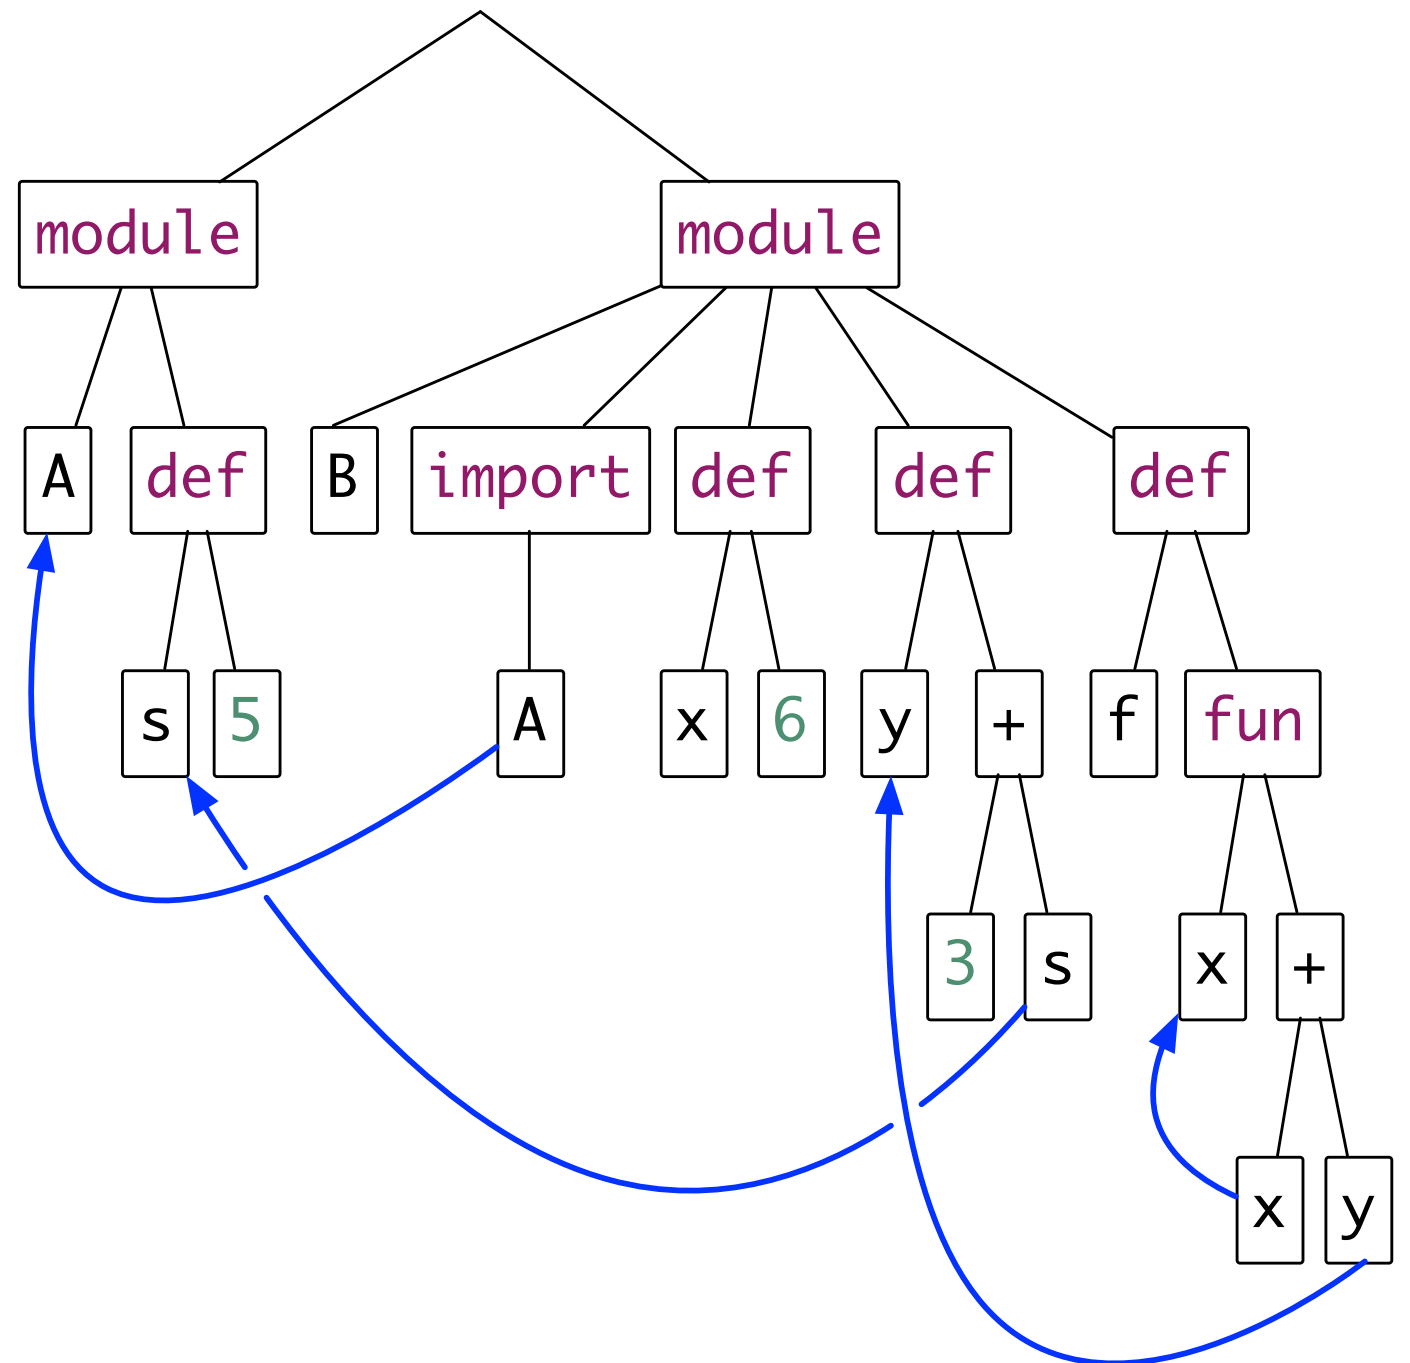 module module
A def B import def def def
s 5 A x 6 y + f fun
3 s x +
x y